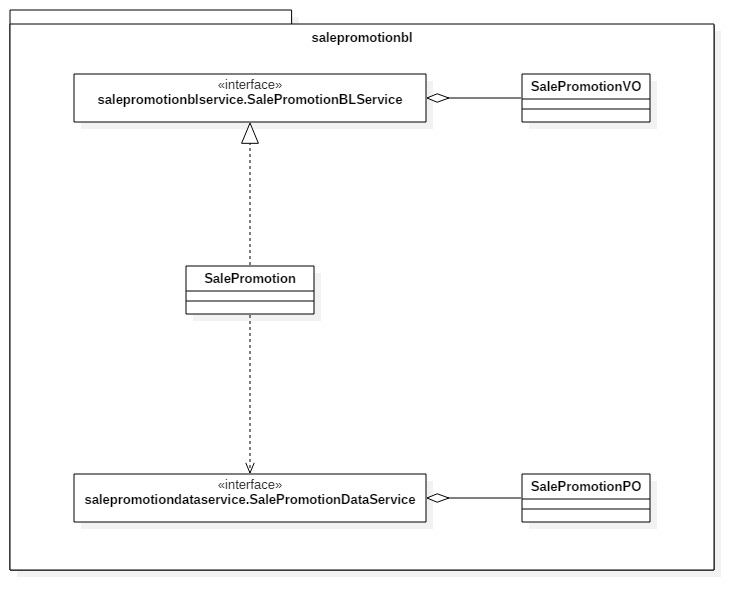 salepromotionbl
«interface»
salepromotionblservice.SalePromotionBLService
SalePromotionVO
SalePromotion
«interface»
salepromotiondataservice.SalePromotionDataService
SalePromotionPO